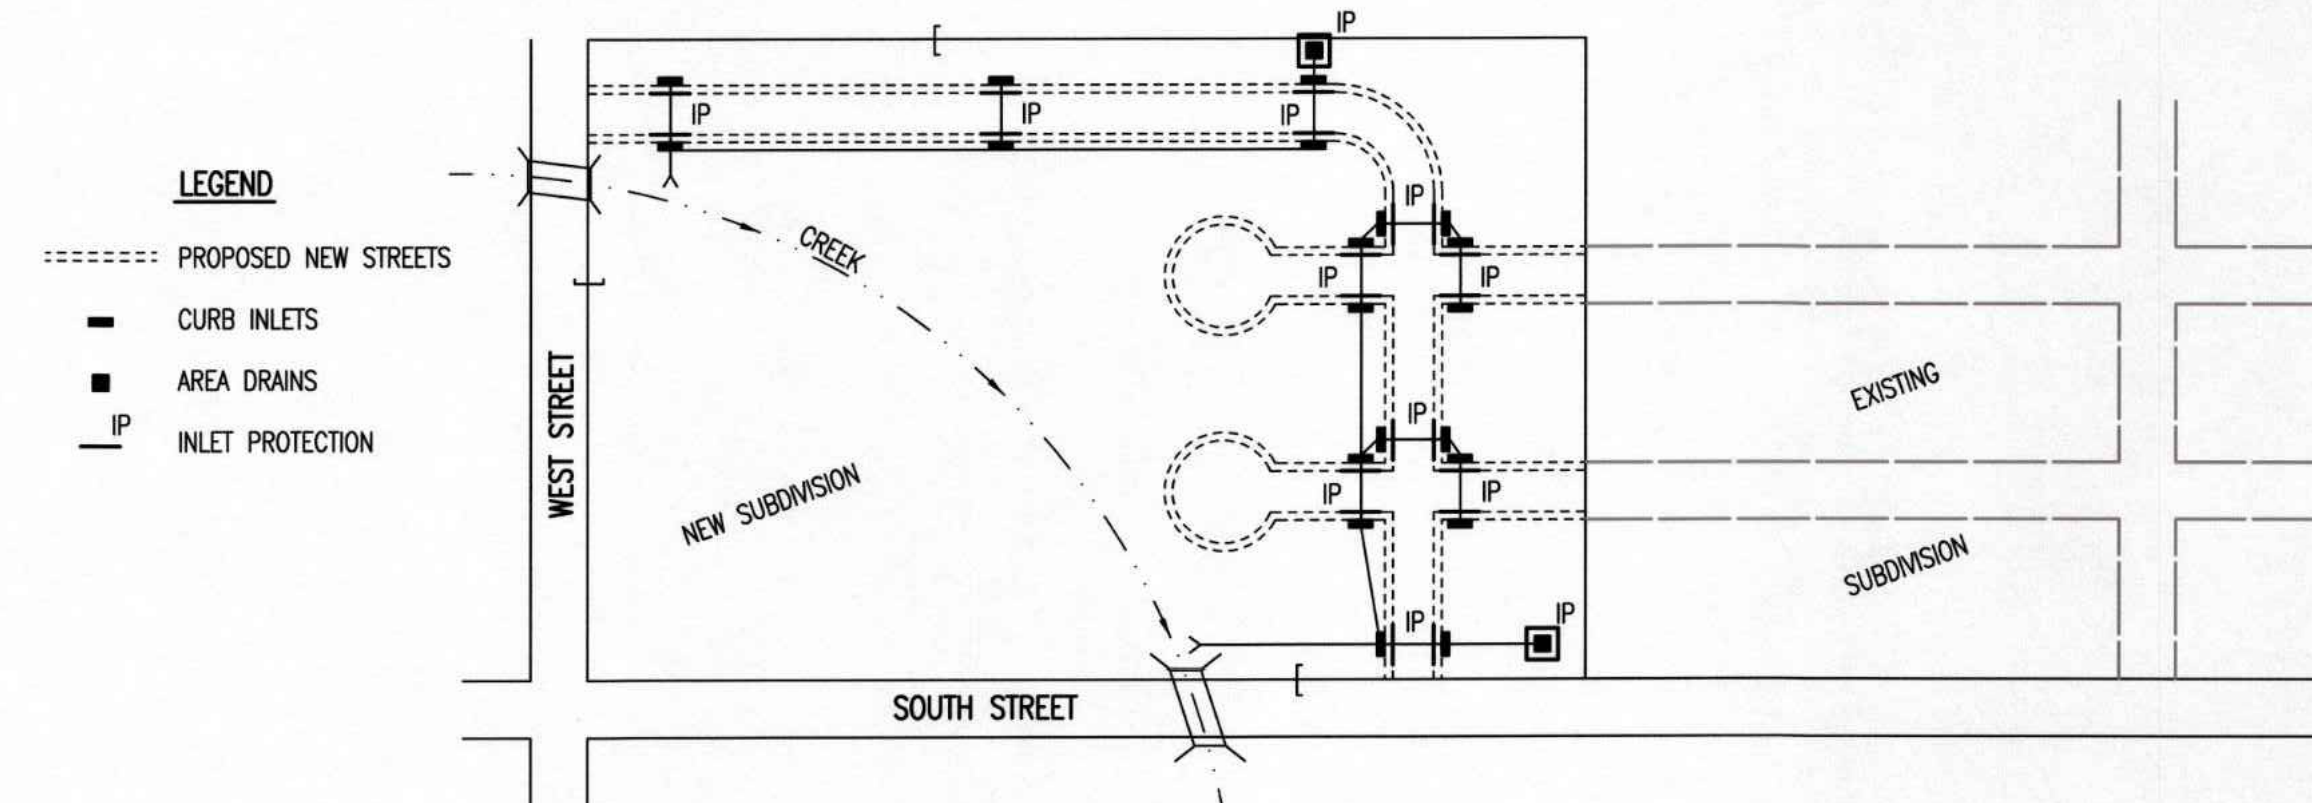 LEGEND
PROPOSED NEW STREETS
CURB INLETS
AREA DRAINS
IP
INLET PROTECTION
IP
IP
IP
IP
IP
IP
IP
IP
IP
IP
IP
IP
CREEK
WEST STREET
NEW SUBDIVISION
SOUTH STREET
EXISTING
SUBDIVISION